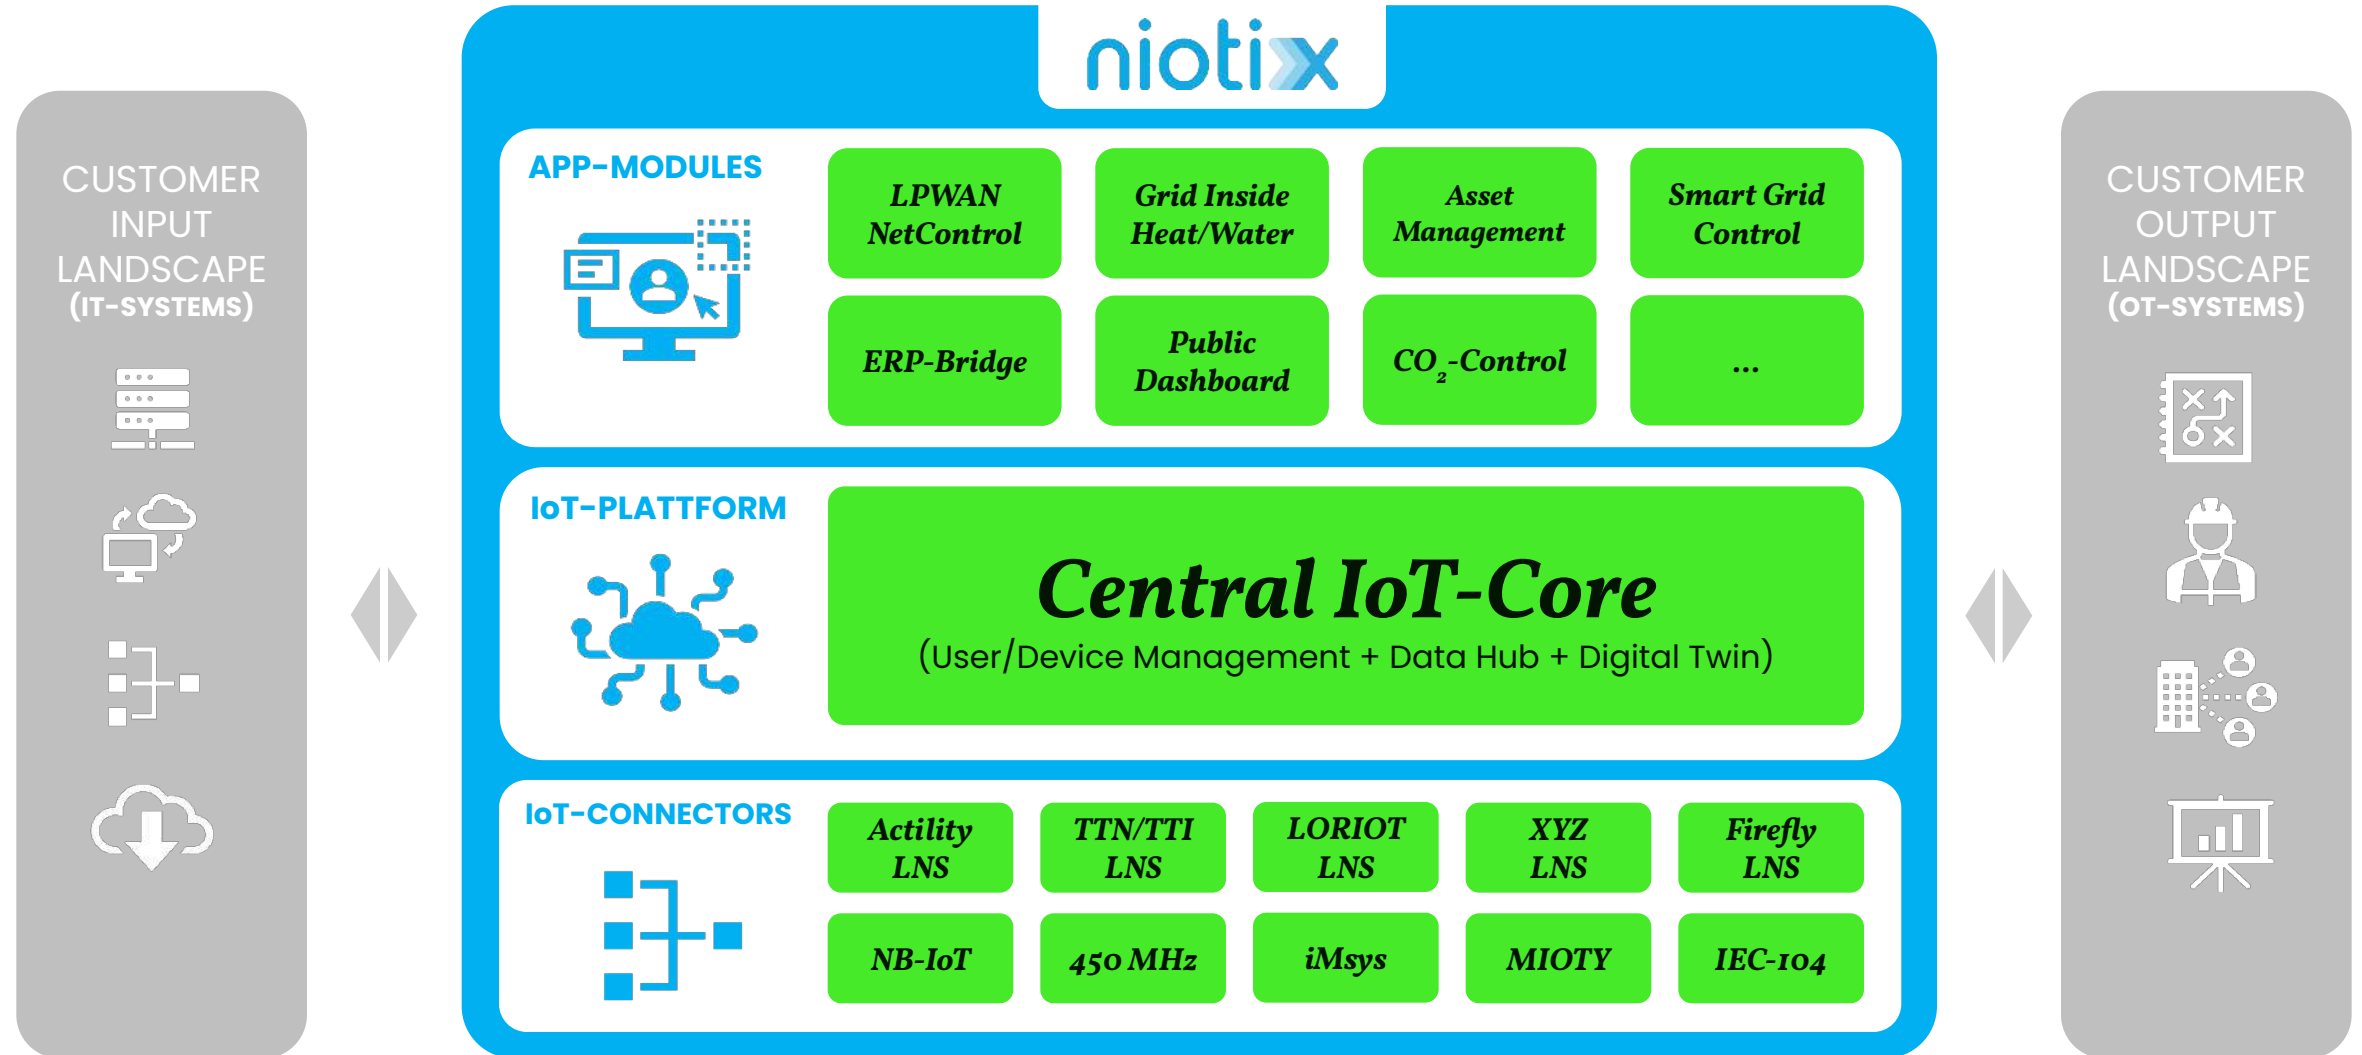 niotix
CUSTOMER
INPUT
LANDSCAPE
(IT-SYSTEMS)
APP-MODULES
LPWAN
NetControl
Grid Inside
Heat/Water
Asset
Management
Smart Grid
Control
ERP-Bridge
Public
Dashboard
CO₂-Control
...
IoT-PLATTFORM
Central IoT-Core
(User/Device Management + Data Hub + Digital Twin)
IoT-CONNECTORS
Actility
LNS
TTN/TTI
LNS
LORIOT
LNS
XYZ
LNS
Firefly
LNS
NB-IoT
450 MHz
iMsys
MIOTY
IEC-104
CUSTOMER
OUTPUT
LANDSCAPE
(OT-SYSTEMS)